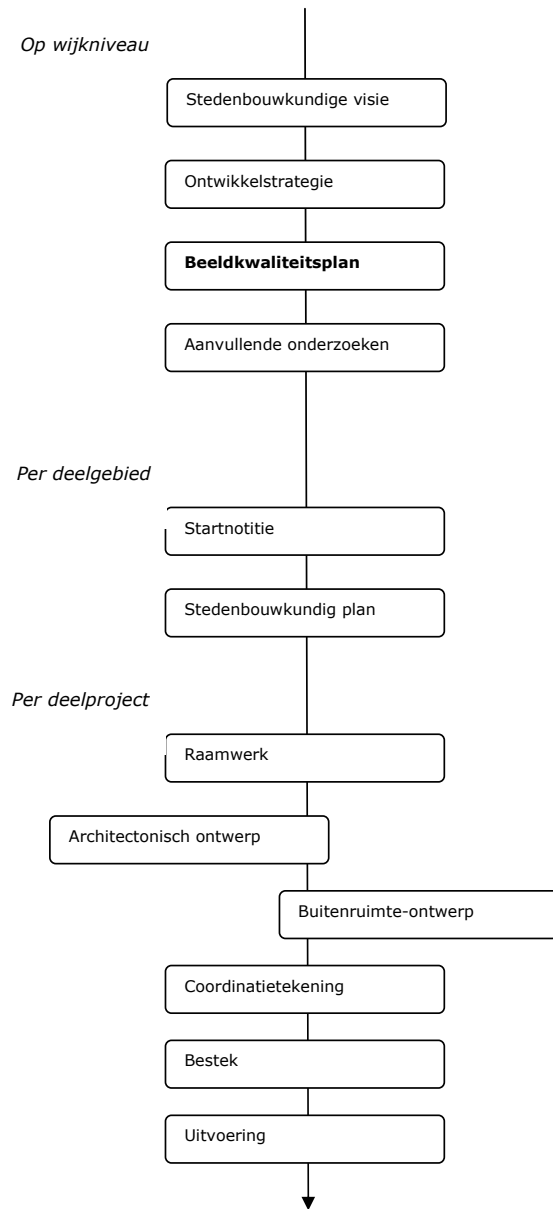 Op wijkniveau
Stedenbouwkundige visie
Ontwikkelstrategie
Beeldkwaliteitsplan
Aanvullende onderzoeken
Per deelgebied
Startnotitie
Stedenbouwkundig plan
Per deelproject
Raamwerk
Architectonisch ontwerp
Buitenruimte-ontwerp
Coordinatietekening
Bestek
Uitvoering